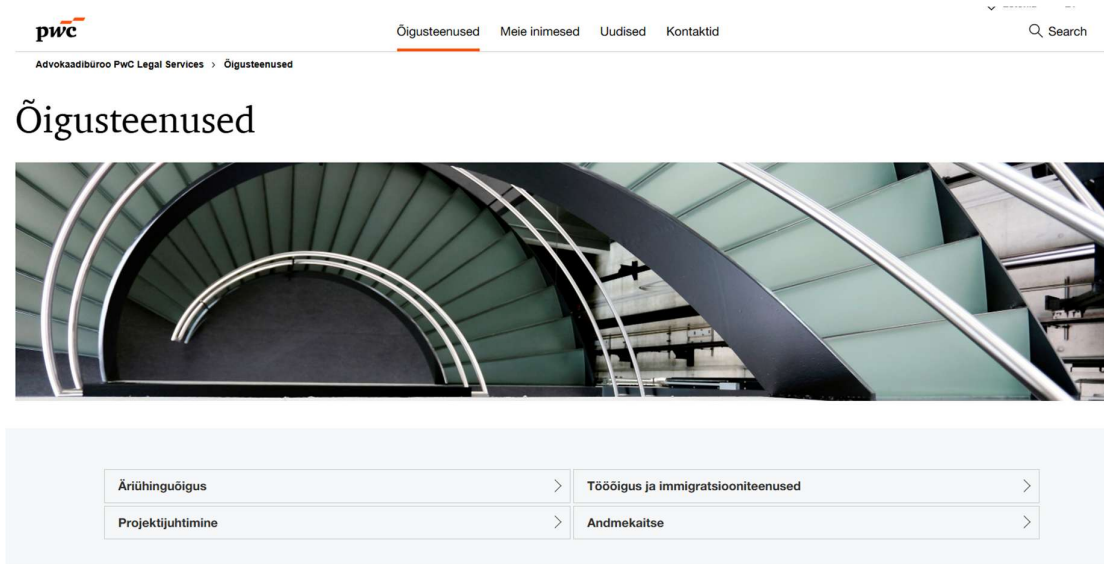 pwc
Õigusteenused Meie inimesed Uudised Kontaktid Search
Advokaadibüroo PwC Legal Services > Õigusteenused
Õigusteenused
Äriühinguõigus
Tööõigus ja immigratsiooniteenused
Projektijuhtimine
Andmekaitse